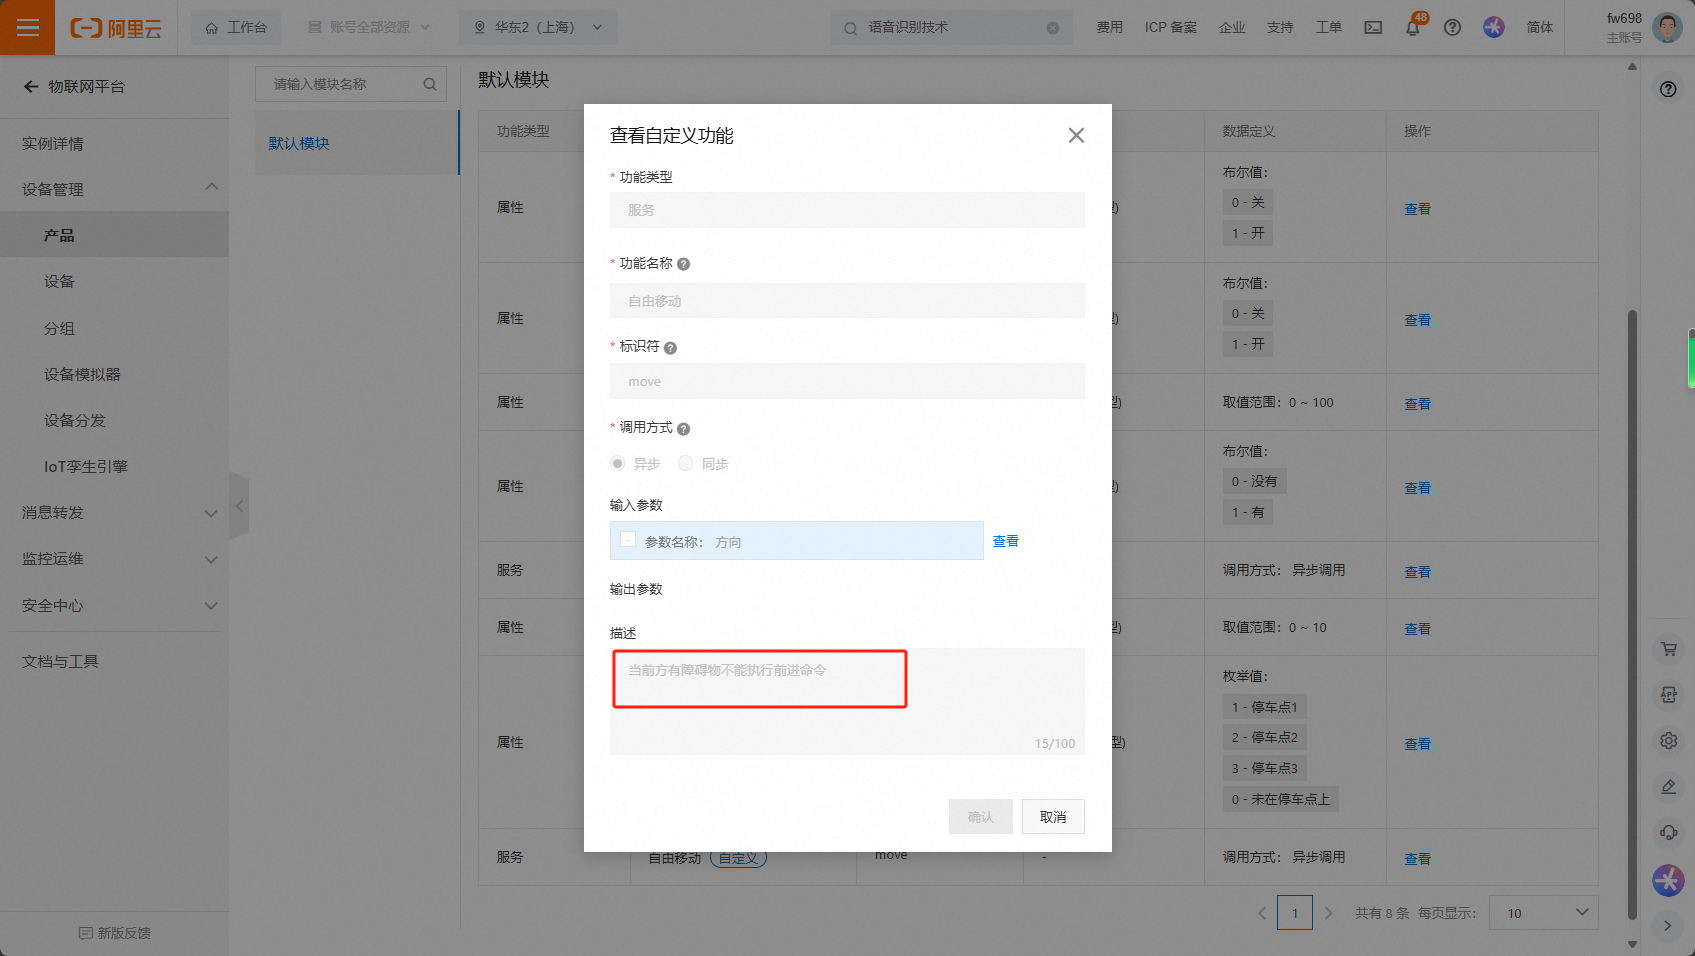 阿里云
工作台
账号全部资源
华东2（上海）
语音识别技术
费用
ICP 备案
企业
支持
工单
48
简体
fw698
主账号
物联网平台
实例详情
设备管理
产品
设备
分组
设备模拟器
设备分发
IoT孪生引擎
消息转发
监控运维
安全中心
文档与工具
新版反馈
请输入模块名称
默认模块
默认模块
功能类型
数据定义
操作
属性
布尔值：
0 - 关
1 - 开
查看
属性
布尔值：
0 - 关
1 - 开
查看
属性
取值范围：0 ~ 100
查看
属性
布尔值：
0 - 没有
1 - 有
查看
服务
调用方式： 异步调用
查看
属性
取值范围：0 ~ 10
查看
属性
型)
枚举值：
1 - 停车点1
2 - 停车点2
3 - 停车点3
0 - 未在停车点上
查看
服务
自由移动
自定义
move
-
调用方式： 异步调用
查看
1
共有 8 条
每页显示：
10
查看自定义功能
* 功能类型
服务
* 功能名称
自由移动
* 标识符
move
* 调用方式
异步
同步
输入参数
参数名称： 方向
查看
输出参数
描述
当前方有障碍物不能执行前进命令
15/100
确认
取消
APP